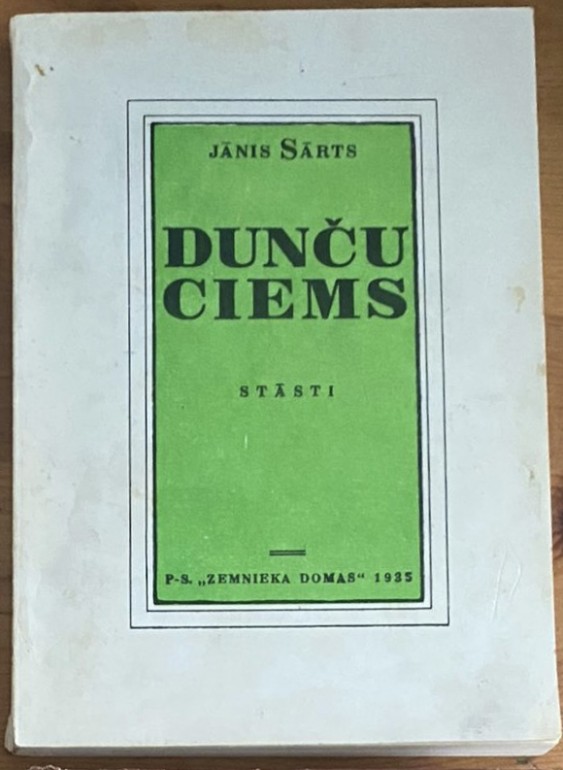 JĀNIS SĀRTS
DUNČU
CIEMS
STĀSTI
P-S. „ZEMNIEKA DOMAS“ 1935